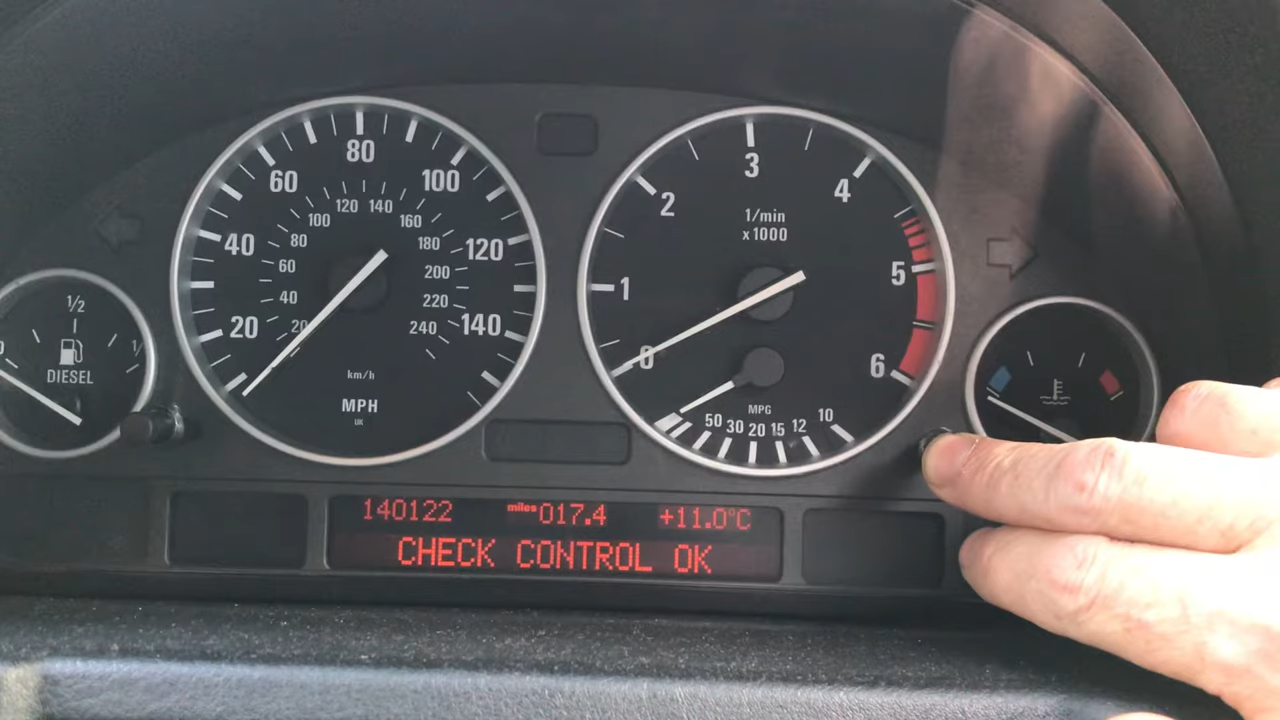 80
60
100
40
120
20
140
120 140
100
160
80
180
60
200
40
220
20
240
km/h
MPH
UK
1/2
DIESEL
3
2
4
1/min
x1000
1
5
0
6
MPG
50 30 20 15 12 10
140122 miles 017.4 +11.0°C
CHECK CONTROL OK